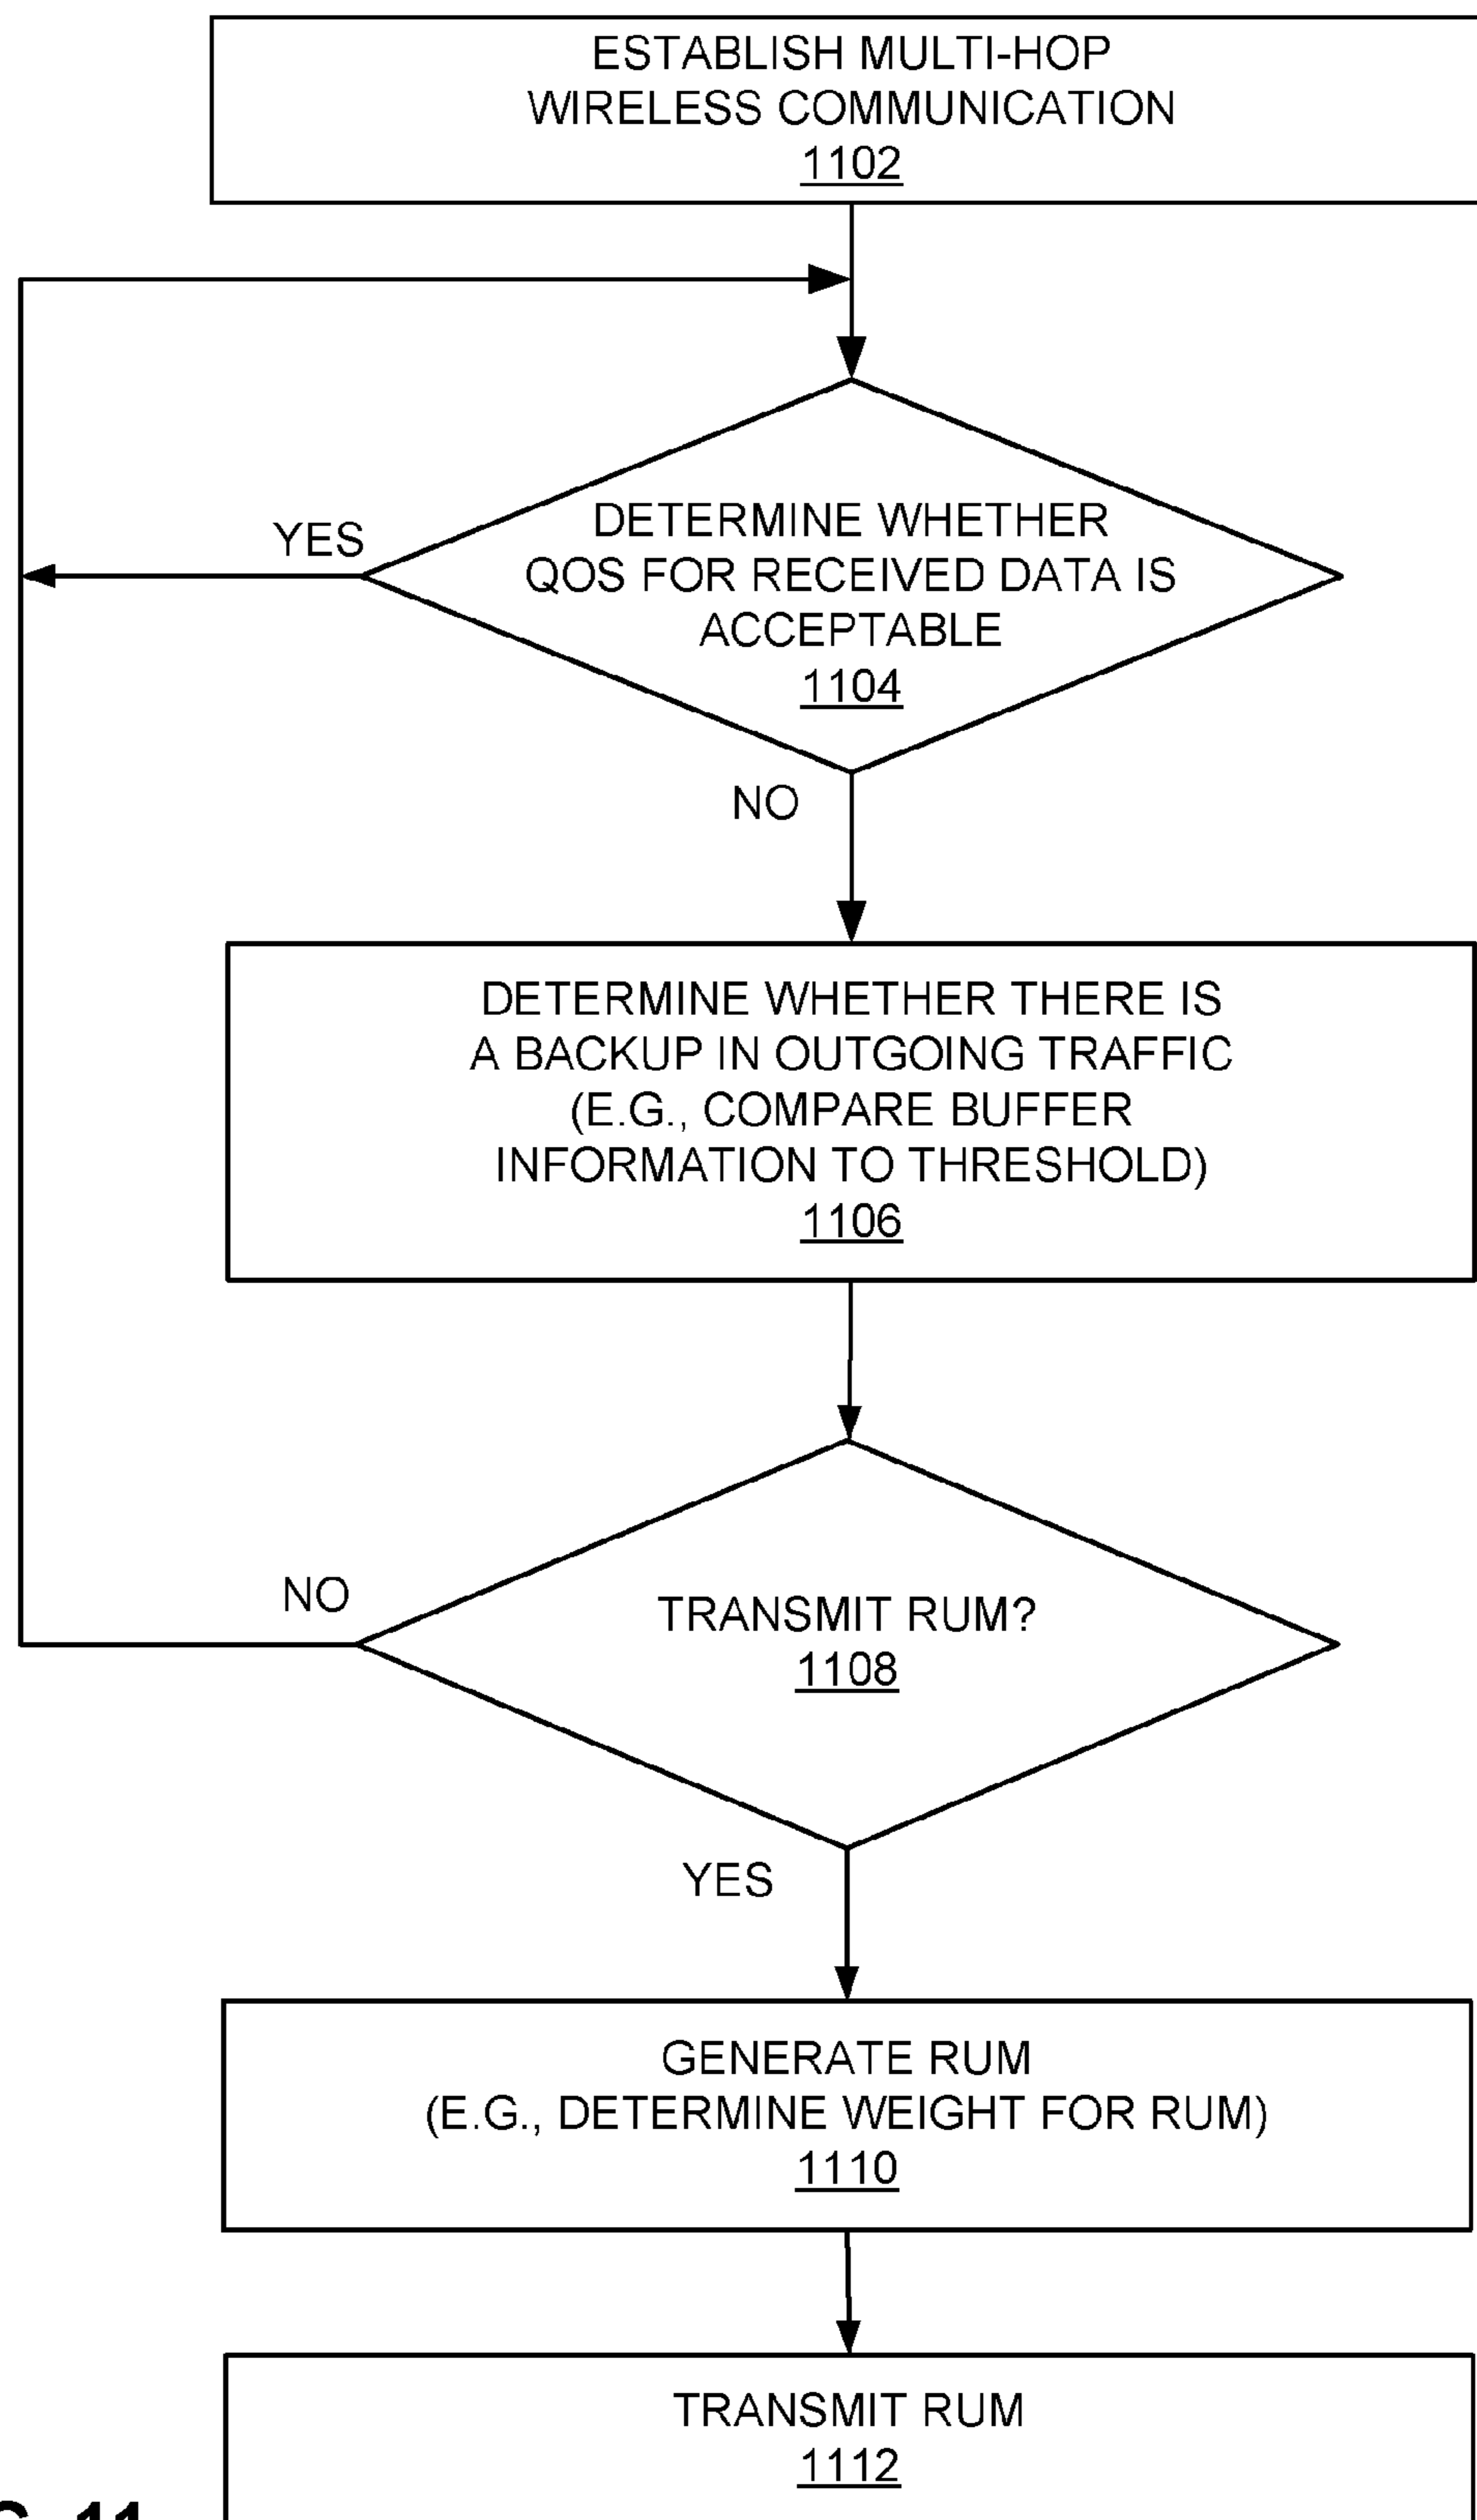 ESTABLISH MULTI-HOP
WIRELESS COMMUNICATION
1102
YES
DETERMINE WHETHER
QOS FOR RECEIVED DATA IS
ACCEPTABLE
1104
NO
DETERMINE WHETHER THERE IS
A BACKUP IN OUTGOING TRAFFIC
(E.G., COMPARE BUFFER
INFORMATION TO THRESHOLD)
1106
NO
TRANSMIT RUM?
1108
YES
GENERATE RUM
(E.G., DETERMINE WEIGHT FOR RUM)
1110
TRANSMIT RUM
1112